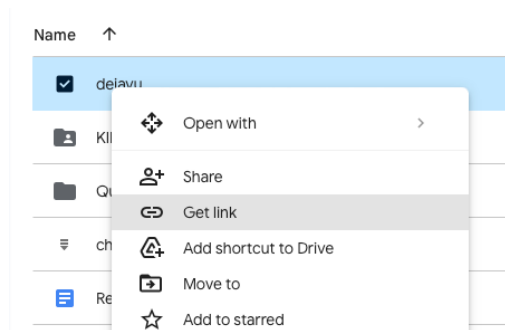 Name
dejavu
Open with
Share
Get link
Add shortcut to Drive
Move to
Add to starred